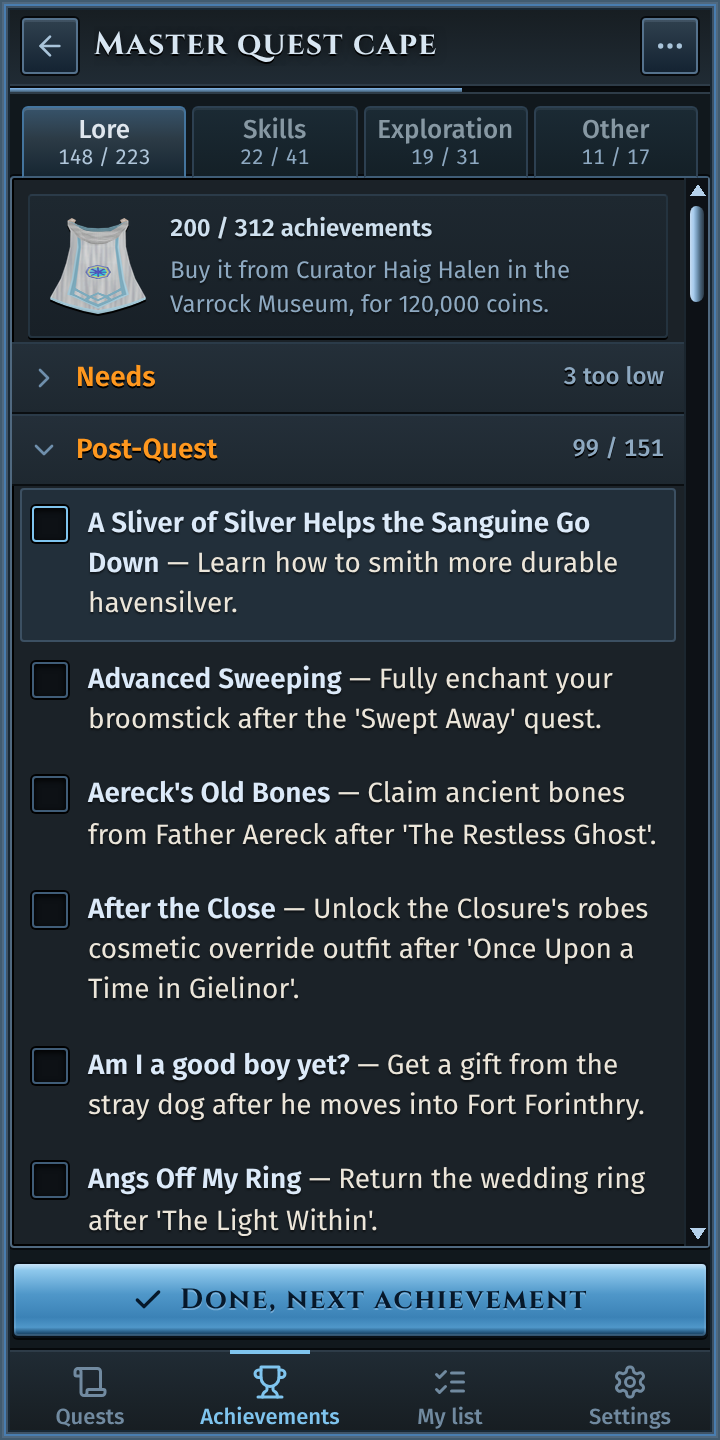 Master Quest Cape
Lore
148 / 223
Skills
22 / 41
Exploration
19 / 31
Other
11 / 17
200 / 312 achievements
Buy it from Curator Haig Halen in the
Varrock Museum, for 120,000 coins.
Needs
3 too low
Post-Quest
99 / 151
A Sliver of Silver Helps the Sanguine Go
Down — Learn how to smith more durable
havensilver.
Advanced Sweeping — Fully enchant your
broomstick after the 'Swept Away' quest.
Aereck's Old Bones — Claim ancient bones
from Father Aereck after 'The Restless Ghost'.
After the Close — Unlock the Closure's robes
cosmetic override outfit after 'Once Upon a
Time in Gielinor'.
Am I a good boy yet? — Get a gift from the
stray dog after he moves into Fort Forinthry.
Angs Off My Ring — Return the wedding ring
after 'The Light Within'.
Done, next achievement
Quests
Achievements
My list
Settings